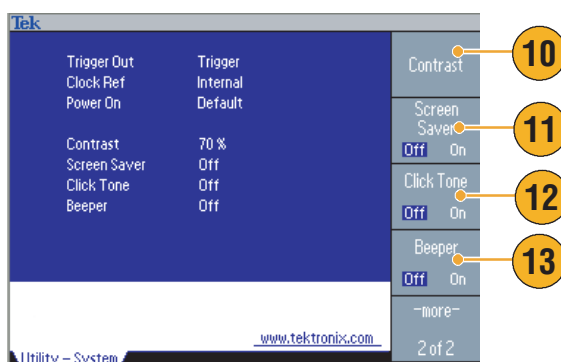 Tek
Trigger Out Trigger
Clock Ref Internal
Power On Default
Contrast 70 %
Screen Saver Off
Click Tone Off
Beeper Off
www.tektronix.com
Utility – System
Contrast
Screen
Saver
Off On
Click Tone
Off On
Beeper
Off On
-more-
2 of 2
10
11
12
13